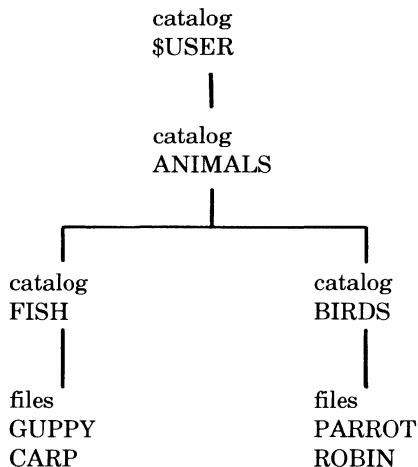 catalog
$USER
catalog
ANIMALS
catalog
FISH
catalog
BIRDS
files
GUPPY
CARP
files
PARROT
ROBIN